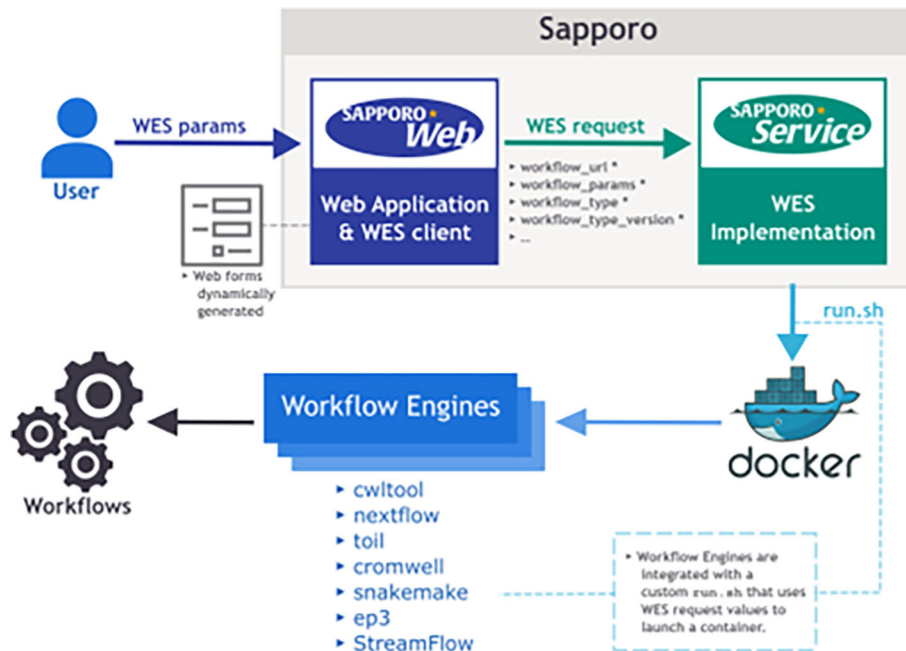 Sapporo
WES params
User
SAPPORO
Web
Web Application
& WES client
WES request
▸ workflow_url *
▸ workflow_params *
▸ workflow_type *
▸ workflow_type_version *
▸ ...
SAPPORO
Service
WES
Implementation
▸ Web forms
dynamically
generated
run.sh
docker
Workflow Engines
Workflows
▸ cwltool
▸ nextflow
▸ toil
▸ cromwell
▸ snakemake
▸ ep3
▸ StreamFlow
▸ Workflow Engines are
integrated with a
custom run.sh that uses
WES request values to
launch a container.